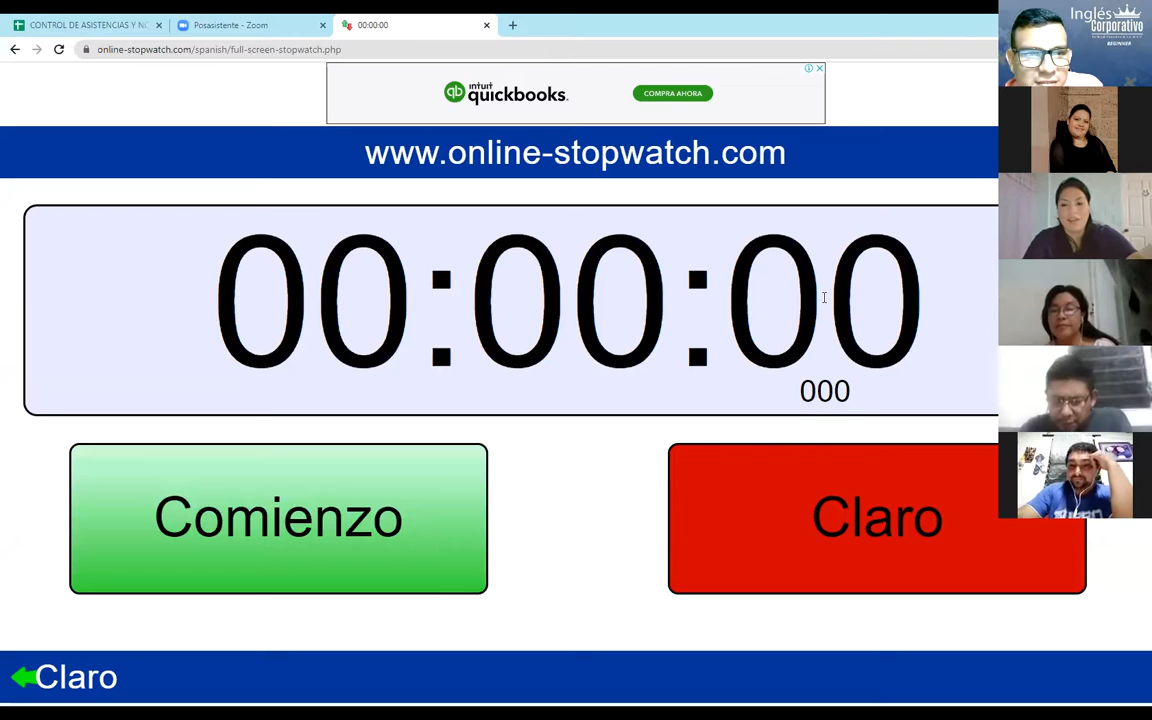 CONTROL DE ASISTENCIAS Y NO
Posasistente - Zoom
00:00:00
online-stopwatch.com/spanish/full-screen-stopwatch.php
intuit
quickbooks.
COMPRA AHORA
Inglés
Corporativo
BEGINNER
www.online-stopwatch.com
00:00:00
000
Comienzo
Claro
Claro